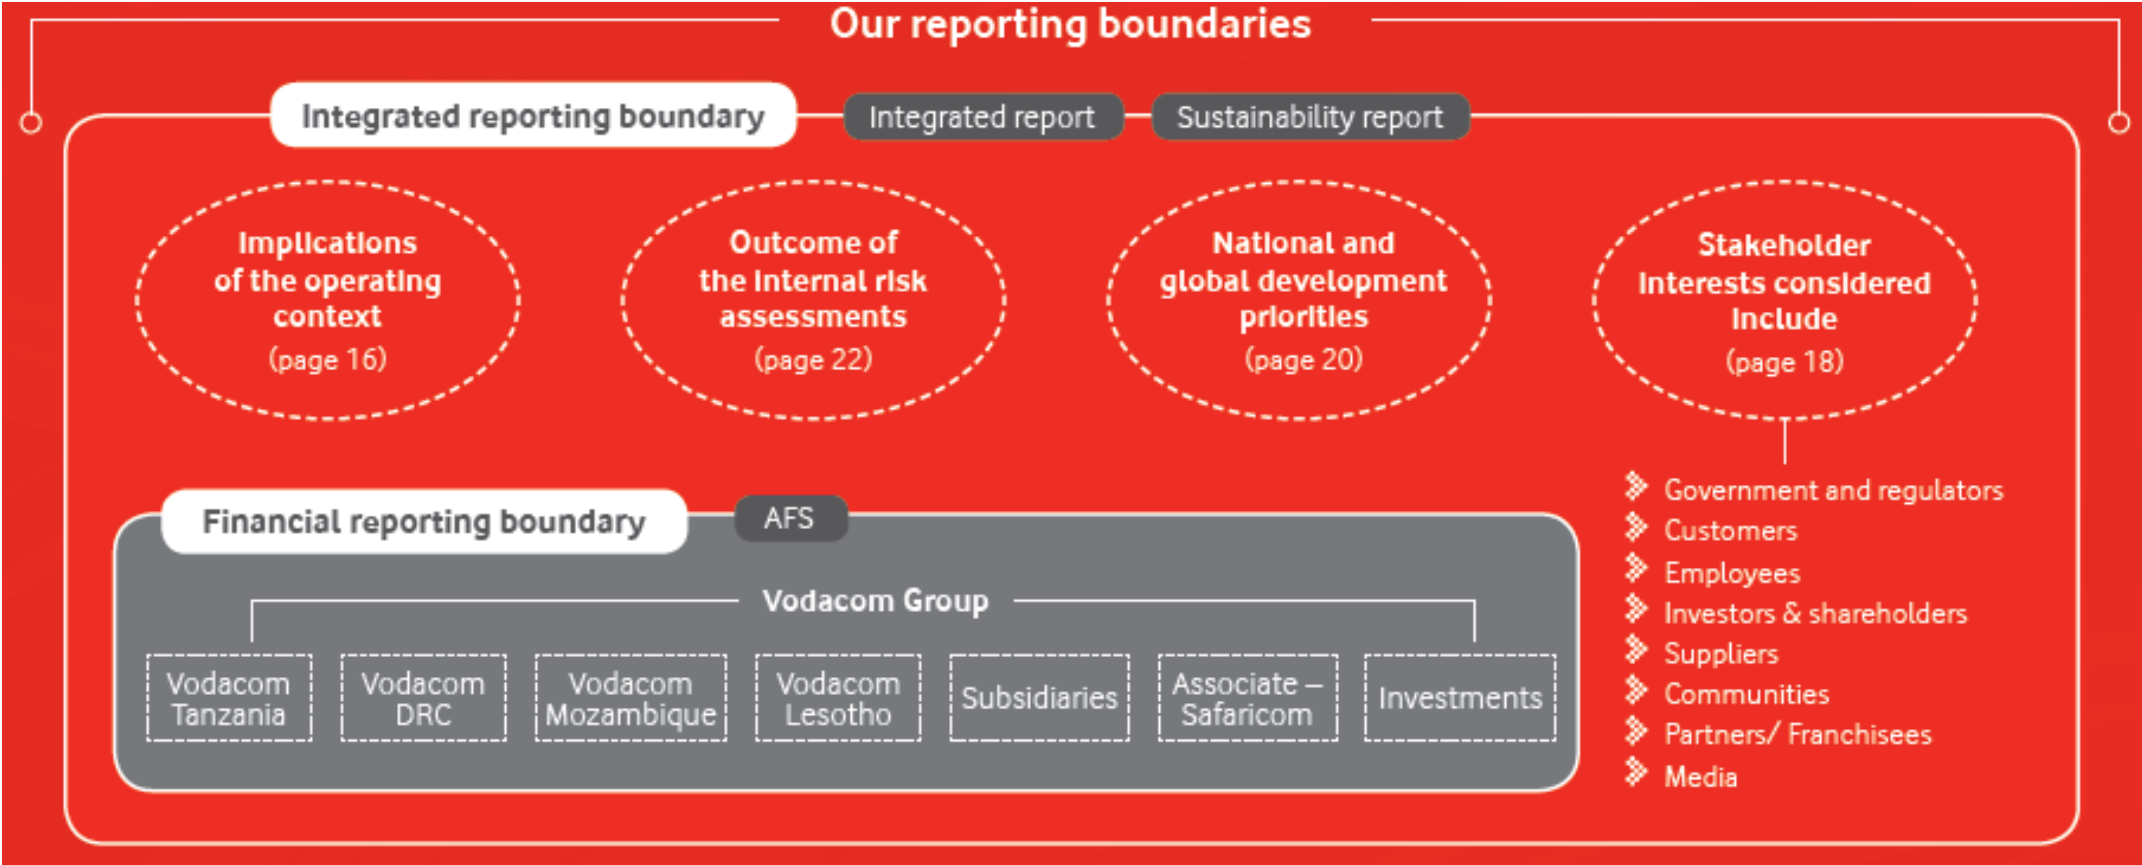 Our reporting boundaries
Integrated reporting boundary
Integrated report
Sustainability report
Implications
of the operating
context
(page 16)
Outcome of
the internal risk
assessments
(page 22)
National and
global development
priorities
(page 20)
Stakeholder
interests considered
include
(page 18)
Government and regulators
Customers
Employees
Investors & shareholders
Suppliers
Communities
Partners/ Franchisees
Media
Financial reporting boundary
AFS
Vodacom Group
Vodacom
Tanzania
Vodacom
DRC
Vodacom
Mozambique
Vodacom
Lesotho
Subsidiaries
Associate –
Safaricom
Investments